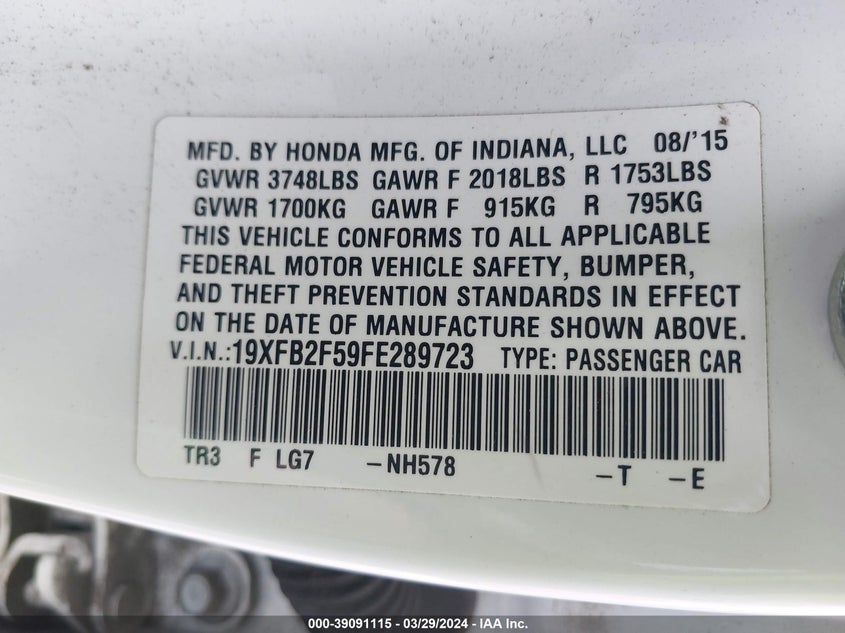 MFD. BY HONDA MFG. OF INDIANA, LLC 08/'15
GVWR 3748LBS GAWR F 2018LBS R 1753LBS
GVWR 1700KG GAWR F 915KG R 795KG
THIS VEHICLE CONFORMS TO ALL APPLICABLE
FEDERAL MOTOR VEHICLE SAFETY, BUMPER,
AND THEFT PREVENTION STANDARDS IN EFFECT
ON THE DATE OF MANUFACTURE SHOWN ABOVE.
V.I.N.:19XFB2F59FE289723 TYPE: PASSENGER CAR
TR3 F LG7 -NH578 -T -E
000-39091115 - 03/29/2024 - IAA Inc.